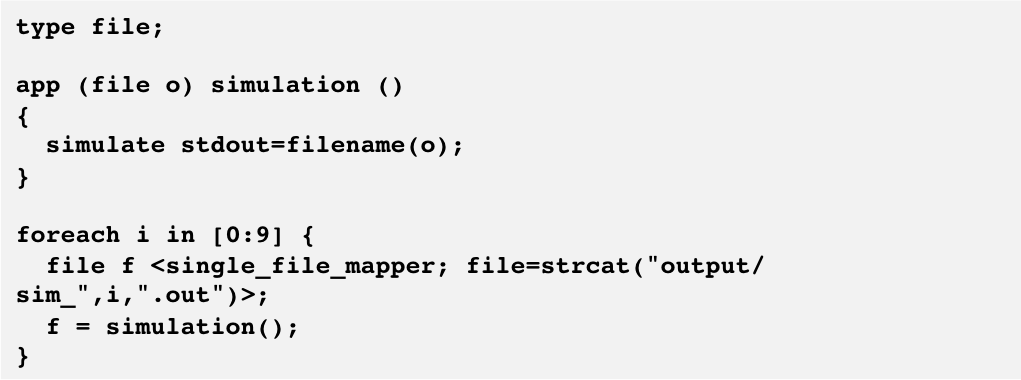 type file;

app (file o) simulation ()
{
  simulate stdout=filename(o);
}

foreach i in [0:9] {
  file f <single_file_mapper; file=strcat("output/
sim_",i,".out")>;
  f = simulation();
}